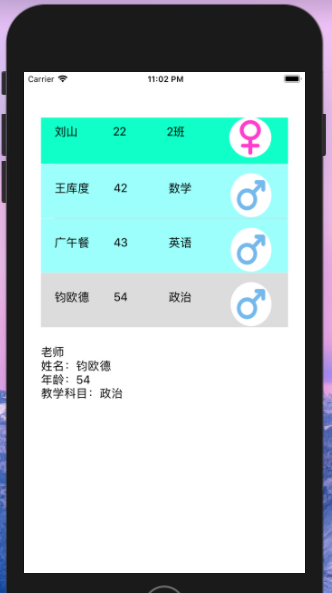 Carrier 11:02 PM
刘山 22 2班
王库度 42 数学
广午餐 43 英语
钧欧德 54 政治
老师
姓名：钧欧德
年龄：54
教学科目：政治